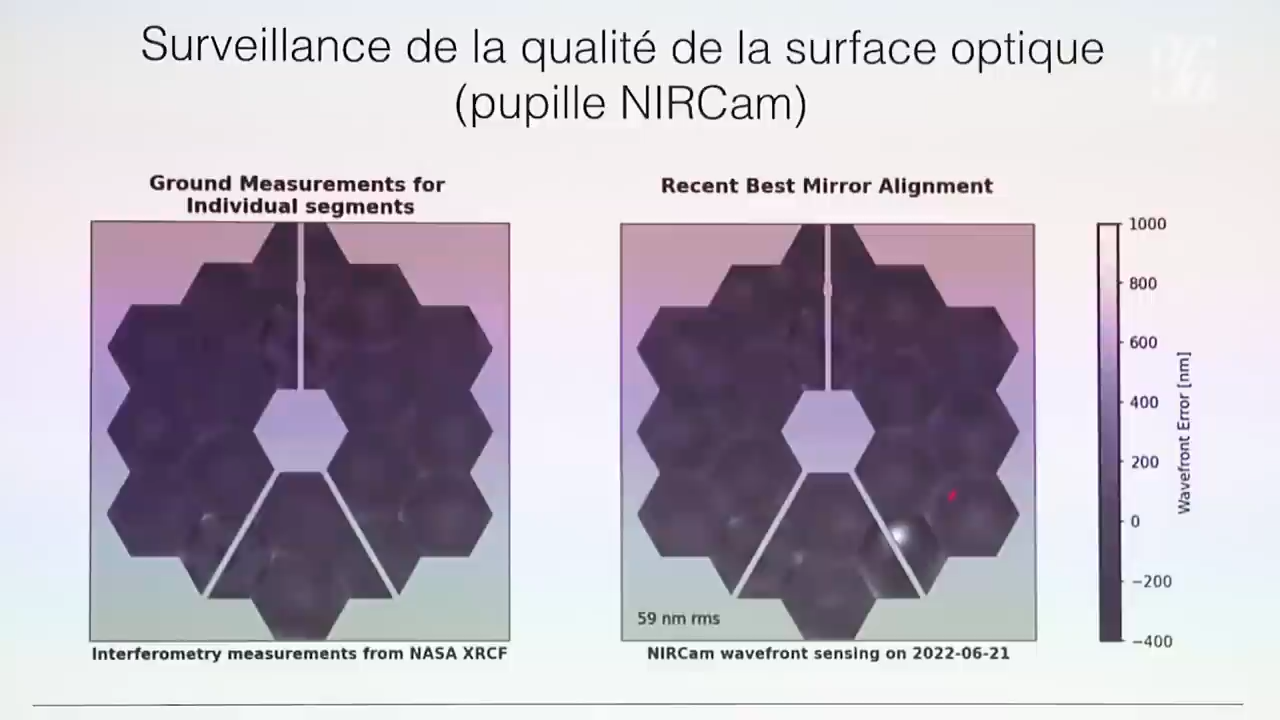 Surveillance de la qualité de la surface optique
(pupille NIRCam)
Ground Measurements for
Individual segments
Recent Best Mirror Alignment
1000
800
600
400
200
0
−200
−400
Wavefront Error [nm]
59 nm rms
Interferometry measurements from NASA XRCF
NIRCam wavefront sensing on 2022-06-21